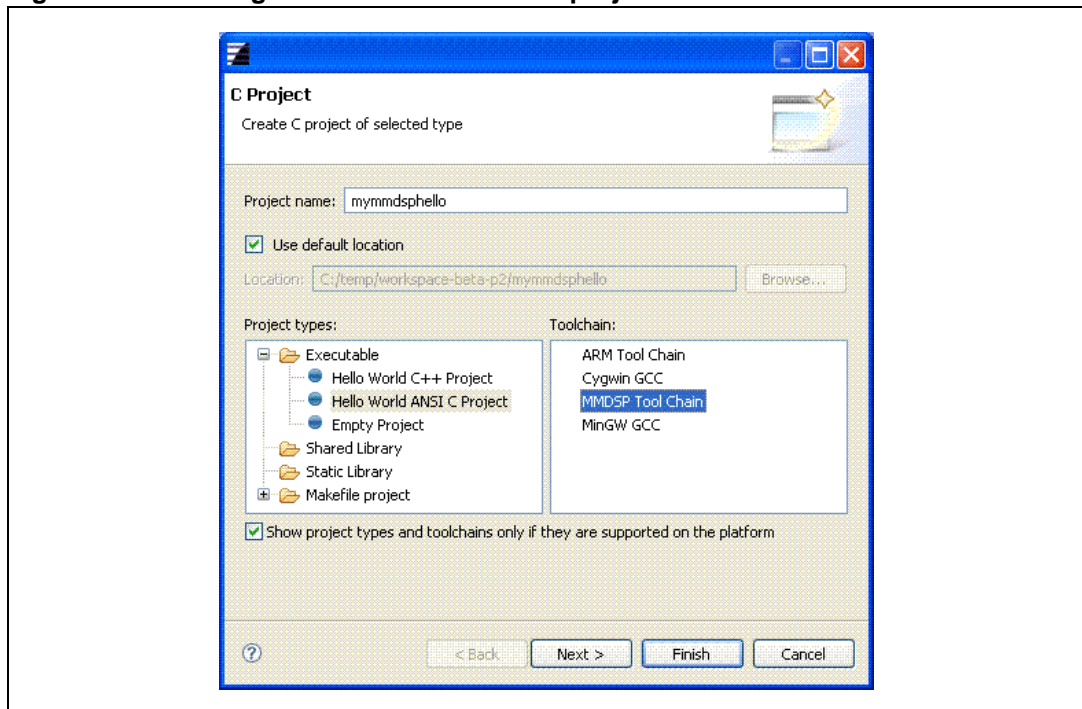 C Project
Create C project of selected type
Project name: mymmdsphello
Use default location
Location: C:/temp/workspace-beta-p2/mymmdsphello Browse...
Project types:
Executable
Hello World C++ Project
Hello World ANSI C Project
Empty Project
Shared Library
Static Library
Makefile project
Toolchain:
ARM Tool Chain
Cygwin GCC
MMDSP Tool Chain
MinGW GCC
Show project types and toolchains only if they are supported on the platform
? < Back Next > Finish Cancel